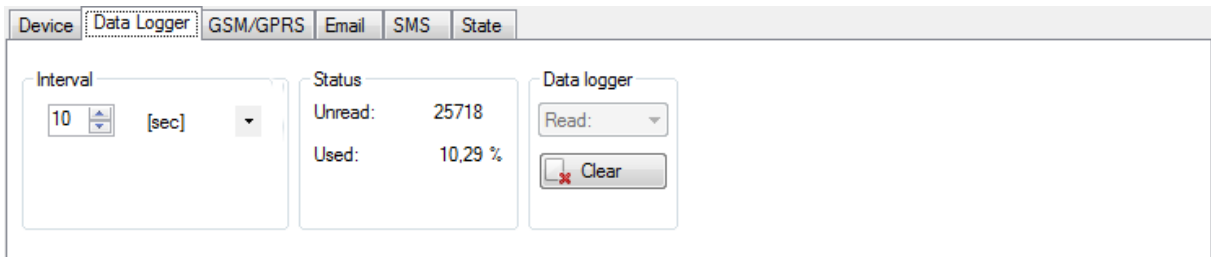 Device Data Logger GSM/GPRS Email SMS State
Interval
10 [sec]
Status
Unread: 25718
Used: 10,29 %
Data logger
Read:
Clear